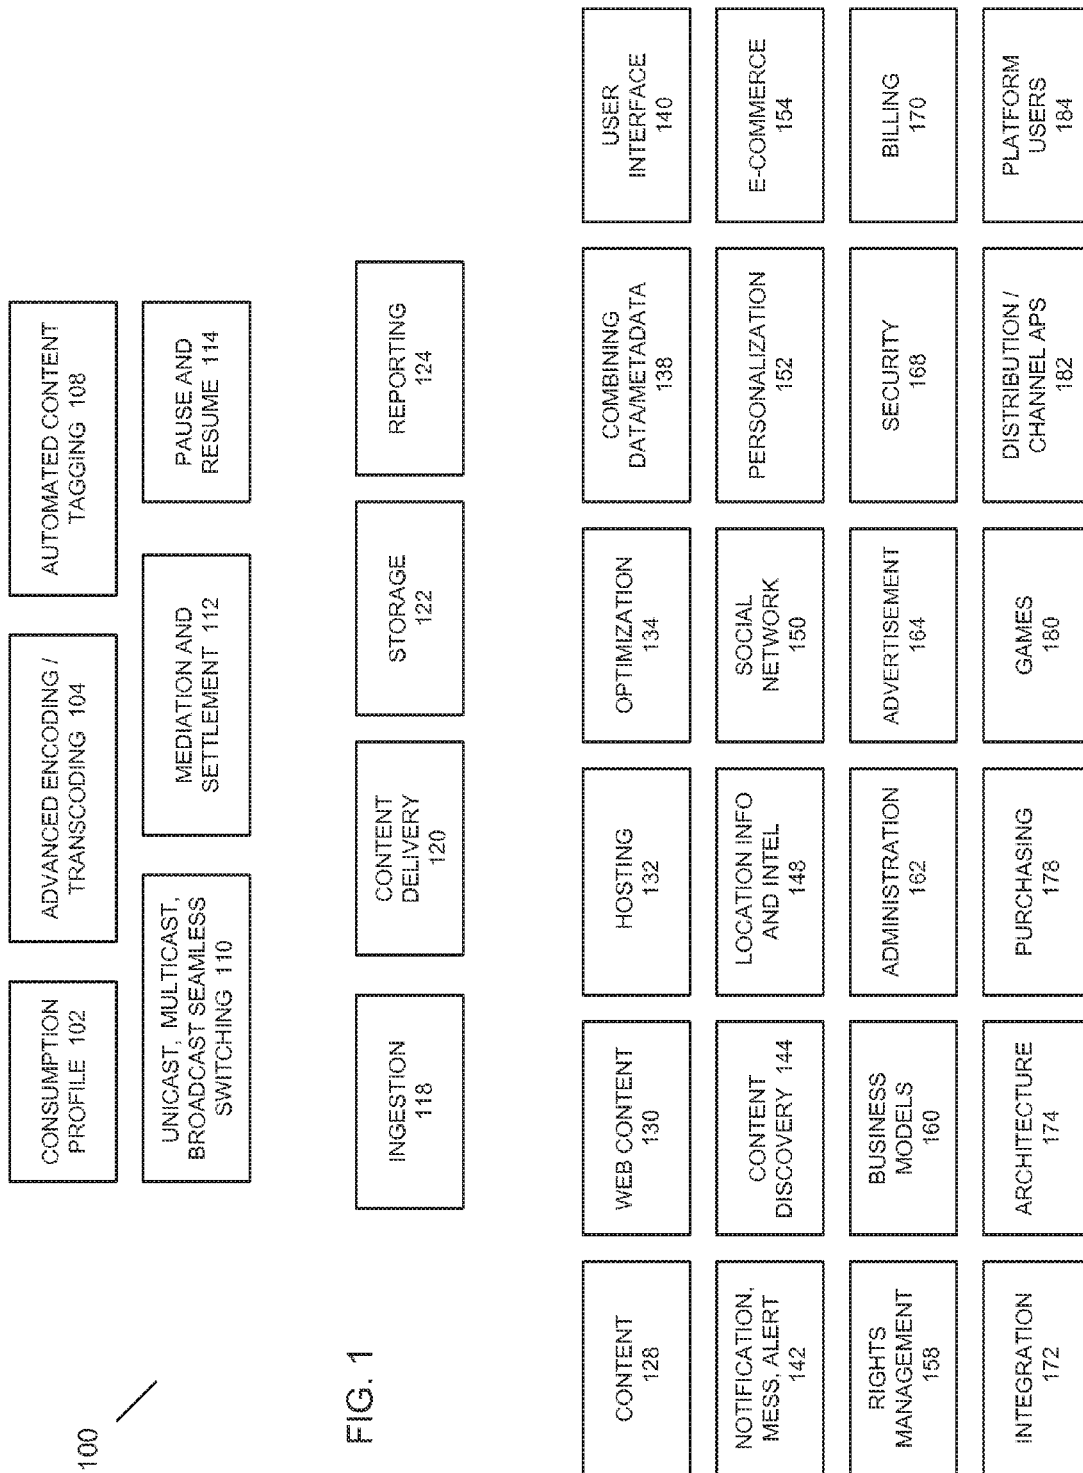 100
CONSUMPTION
PROFILE 102
ADVANCED ENCODING /
TRANSCODING 104
AUTOMATED CONTENT
TAGGING 108
UNICAST, MULTICAST,
BROADCAST SEAMLESS
SWITCHING 110
MEDIATION AND
SETTLEMENT 112
PAUSE AND
RESUME 114
FIG. 1
INGESTION
118
CONTENT
DELIVERY
120
STORAGE
122
REPORTING
124
CONTENT
128
WEB CONTENT
130
HOSTING
132
OPTIMIZATION
134
COMBINING
DATA/METADATA
138
USER
INTERFACE
140
NOTIFICATION,
MESS, ALERT
142
CONTENT
DISCOVERY 144
LOCATION INFO
AND INTEL
148
SOCIAL
NETWORK
150
PERSONALIZATION
152
E-COMMERCE
154
RIGHTS
MANAGEMENT
158
BUSINESS
MODELS
160
ADMINISTRATION
162
ADVERTISEMENT
164
SECURITY
168
BILLING
170
INTEGRATION
172
ARCHITECTURE
174
PURCHASING
178
GAMES
180
DISTRIBUTION /
CHANNEL APS
182
PLATFORM
USERS
184